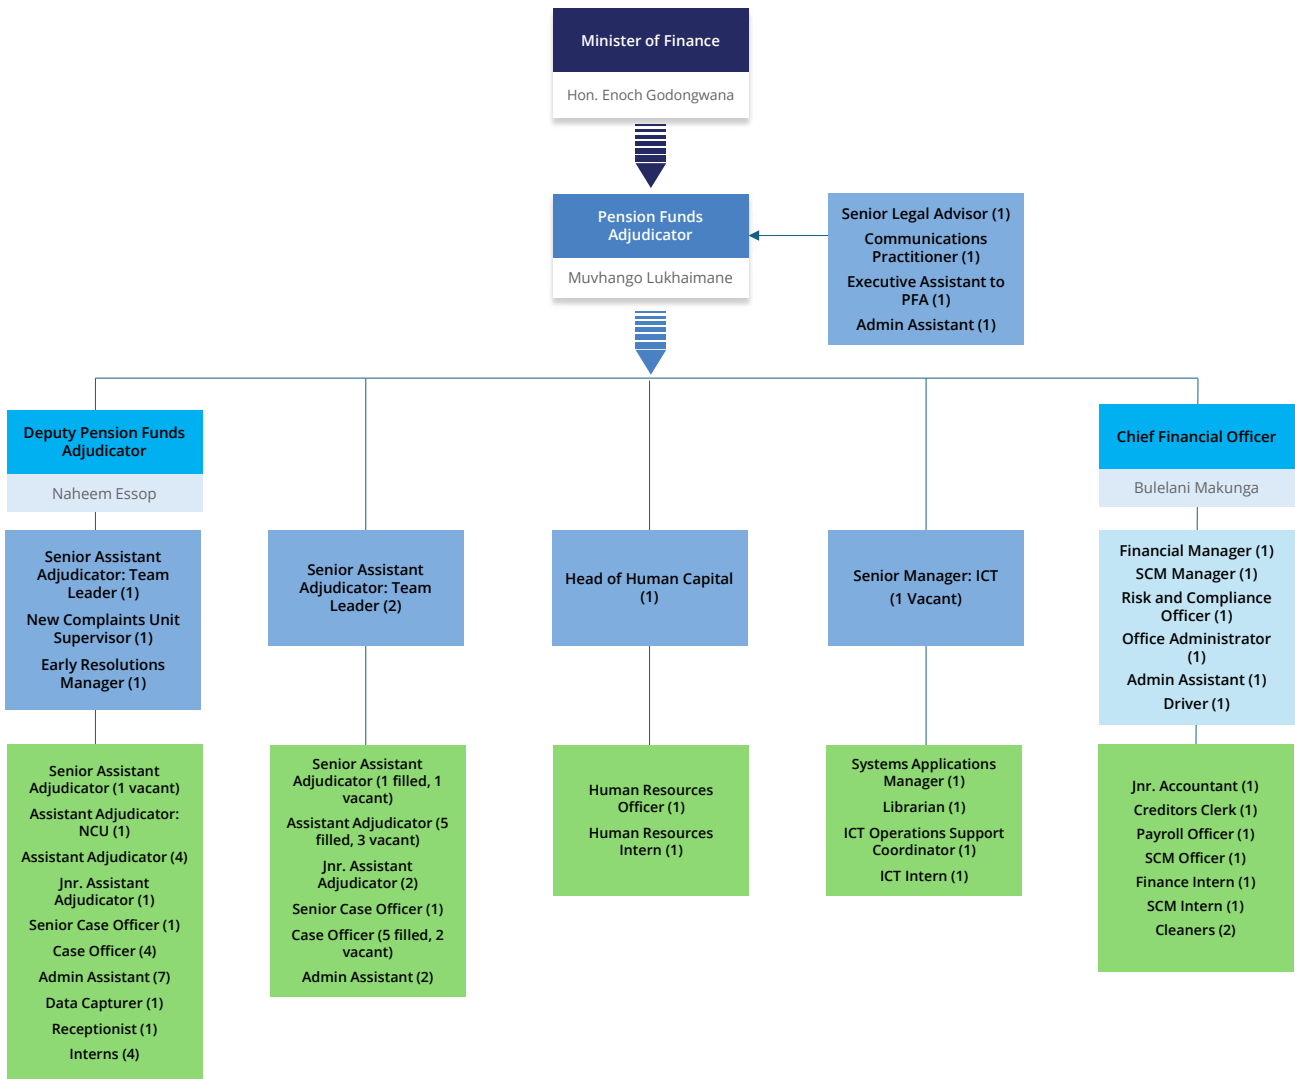 Minister of Finance
Hon. Enoch Godongwana
Pension Funds
Adjudicator
Muvhango Lukhaimane
Senior Legal Advisor (1)
Communications
Practitioner (1)
Executive Assistant to
PFA (1)
Admin Assistant (1)
Deputy Pension Funds
Adjudicator
Naheem Essop
Chief Financial Officer
Bulelani Makunga
Senior Assistant
Adjudicator: Team
Leader (1)
New Complaints Unit
Supervisor (1)
Early Resolutions
Manager (1)
Senior Assistant
Adjudicator: Team
Leader (2)
Head of Human Capital
(1)
Senior Manager: ICT
(1 Vacant)
Financial Manager (1)
SCM Manager (1)
Risk and Compliance
Officer (1)
Office Administrator
(1)
Admin Assistant (1)
Driver (1)
Senior Assistant
Adjudicator (1 vacant)
Assistant Adjudicator:
NCU (1)
Assistant Adjudicator (4)
Jnr. Assistant
Adjudicator (1)
Senior Case Officer (1)
Case Officer (4)
Admin Assistant (7)
Data Capturer (1)
Receptionist (1)
Interns (4)
Senior Assistant
Adjudicator (1 filled, 1
vacant)
Assistant Adjudicator (5
filled, 3 vacant)
Jnr. Assistant
Adjudicator (2)
Senior Case Officer (1)
Case Officer (5 filled, 2
vacant)
Admin Assistant (2)
Human Resources
Officer (1)
Human Resources
Intern (1)
Systems Applications
Manager (1)
Librarian (1)
ICT Operations Support
Coordinator (1)
ICT Intern (1)
Jnr. Accountant (1)
Creditors Clerk (1)
Payroll Officer (1)
SCM Officer (1)
Finance Intern (1)
SCM Intern (1)
Cleaners (2)